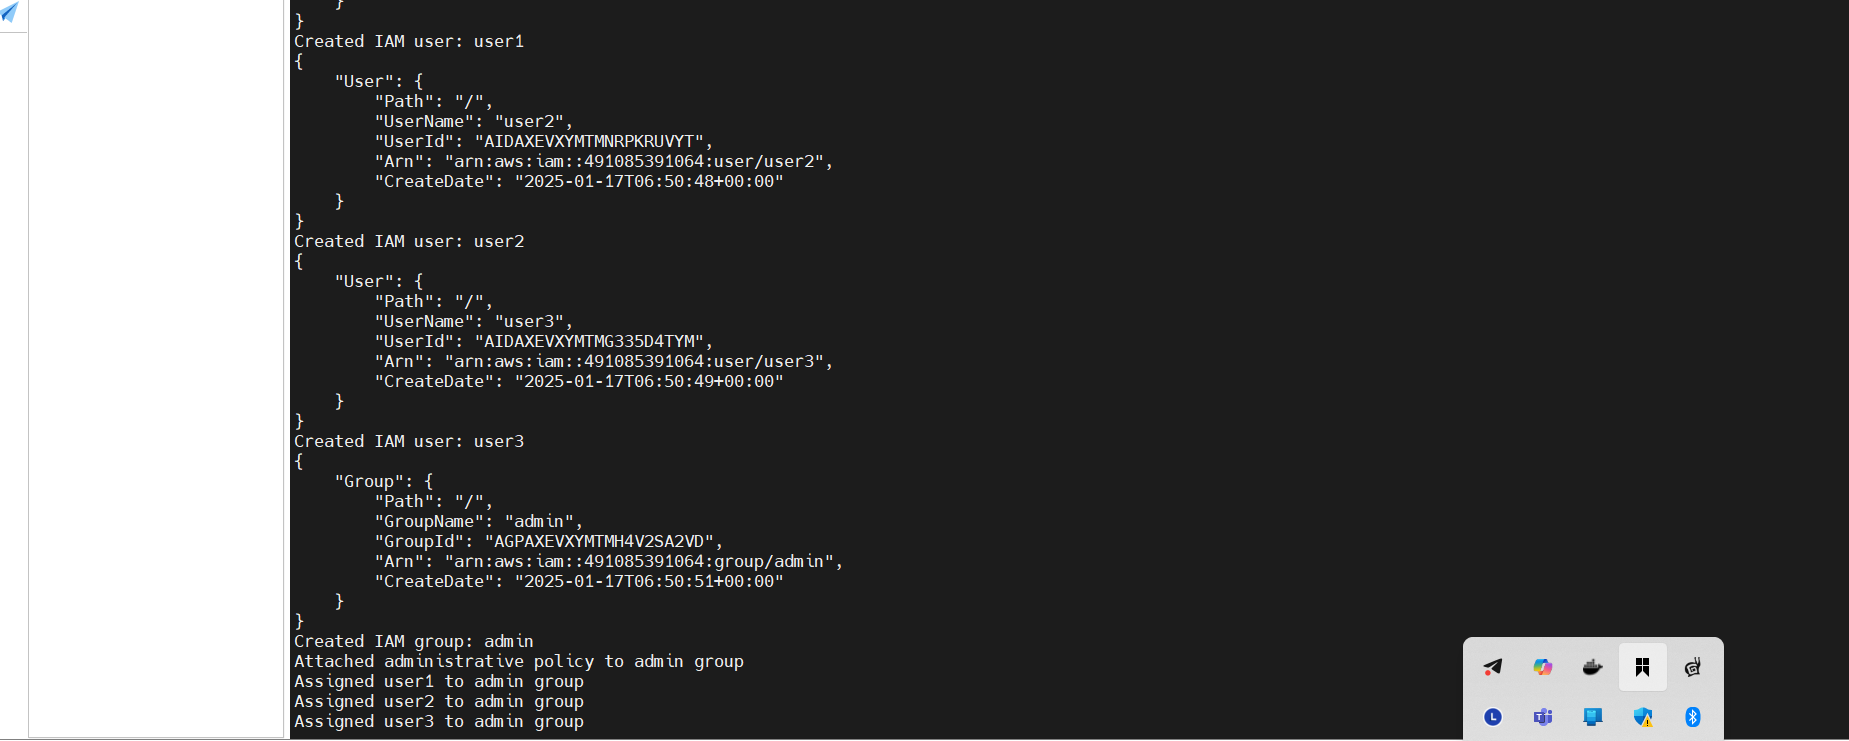 }
}
Created IAM user: user1
{
    "User": {
        "Path": "/",
        "UserName": "user2",
        "UserId": "AIDAXEVXYMTMNRPKRUVYT",
        "Arn": "arn:aws:iam::491085391064:user/user2",
        "CreateDate": "2025-01-17T06:50:48+00:00"
    }
}
Created IAM user: user2
{
    "User": {
        "Path": "/",
        "UserName": "user3",
        "UserId": "AIDAXEVXYMTMG335D4TYM",
        "Arn": "arn:aws:iam::491085391064:user/user3",
        "CreateDate": "2025-01-17T06:50:49+00:00"
    }
}
Created IAM user: user3
{
    "Group": {
        "Path": "/",
        "GroupName": "admin",
        "GroupId": "AGPAXEVXYMTMH4V2SA2VD",
        "Arn": "arn:aws:iam::491085391064:group/admin",
        "CreateDate": "2025-01-17T06:50:51+00:00"
    }
}
Created IAM group: admin
Attached administrative policy to admin group
Assigned user1 to admin group
Assigned user2 to admin group
Assigned user3 to admin group
L